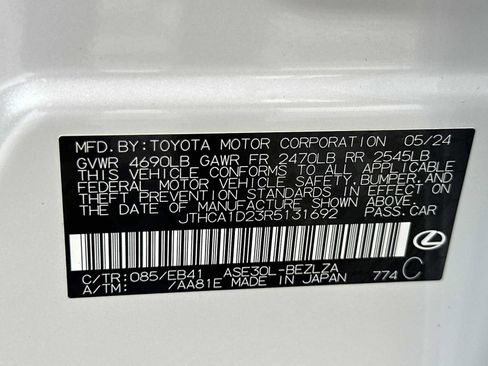 MFD.BY:TOYOTA MOTOR CORPORATION 05/24
GVWR 4690LB GAWR FR 2470LB RR 2545LB
THIS VEHICLE CONFORMS TO ALL APPLICABLE
FEDERAL MOTOR VEHICLE SAFETY,BUMPER,AND
THEFT PREVENTION STANDARDS IN EFFECT ON
THE DATE OF MANUFACTURE SHOWN ABOVE.
JTHCA1D23R5131692 PASS.CAR
C/TR:085/EB41 ASE30L-BEZLZA
A/TM: /AA81E MADE IN JAPAN 774 C